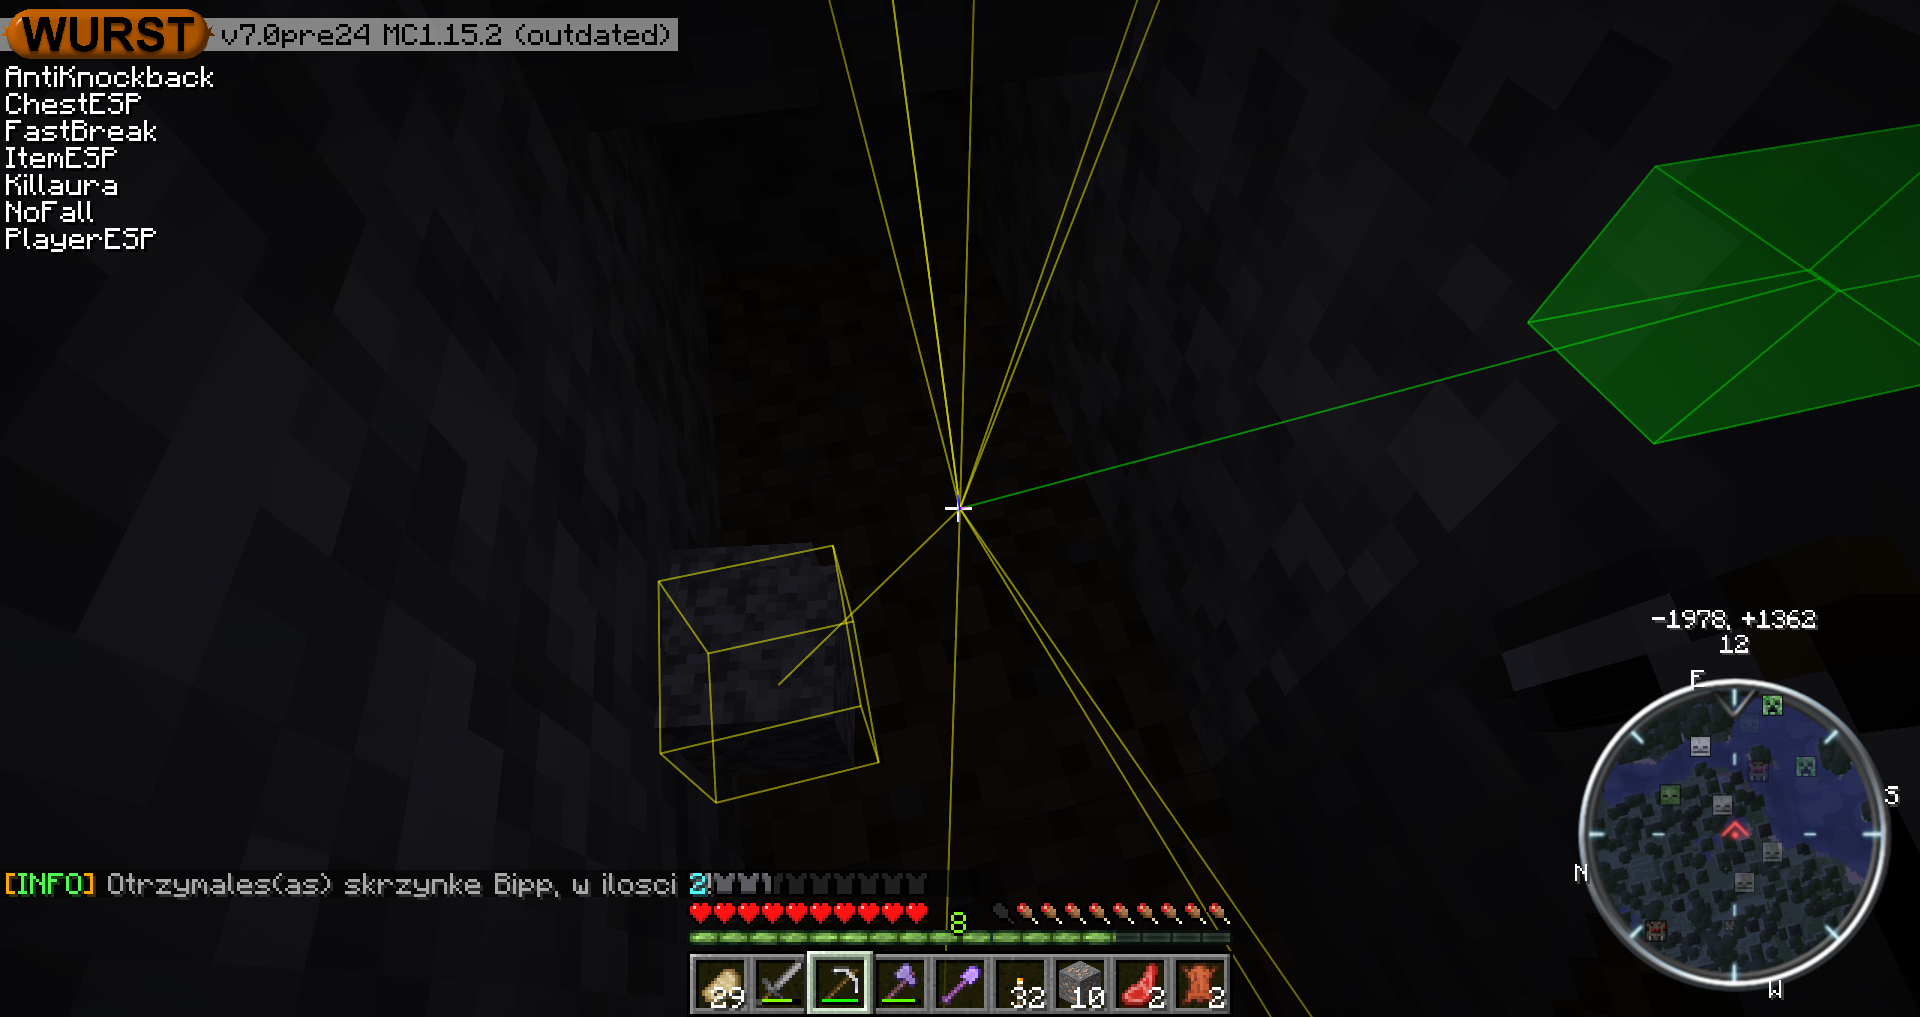 WURST v7.0pre24 MC1.15.2 (outdated)
AntiKnockback
ChestESP
FastBreak
ItemESP
Killaura
NoFall
PlayerESP
-1978, +1362
12
E
S
N
W
[INFO] Otrzymales(as) skrzynke Bipp, w ilosci 2!
8
29 32 10 2 2